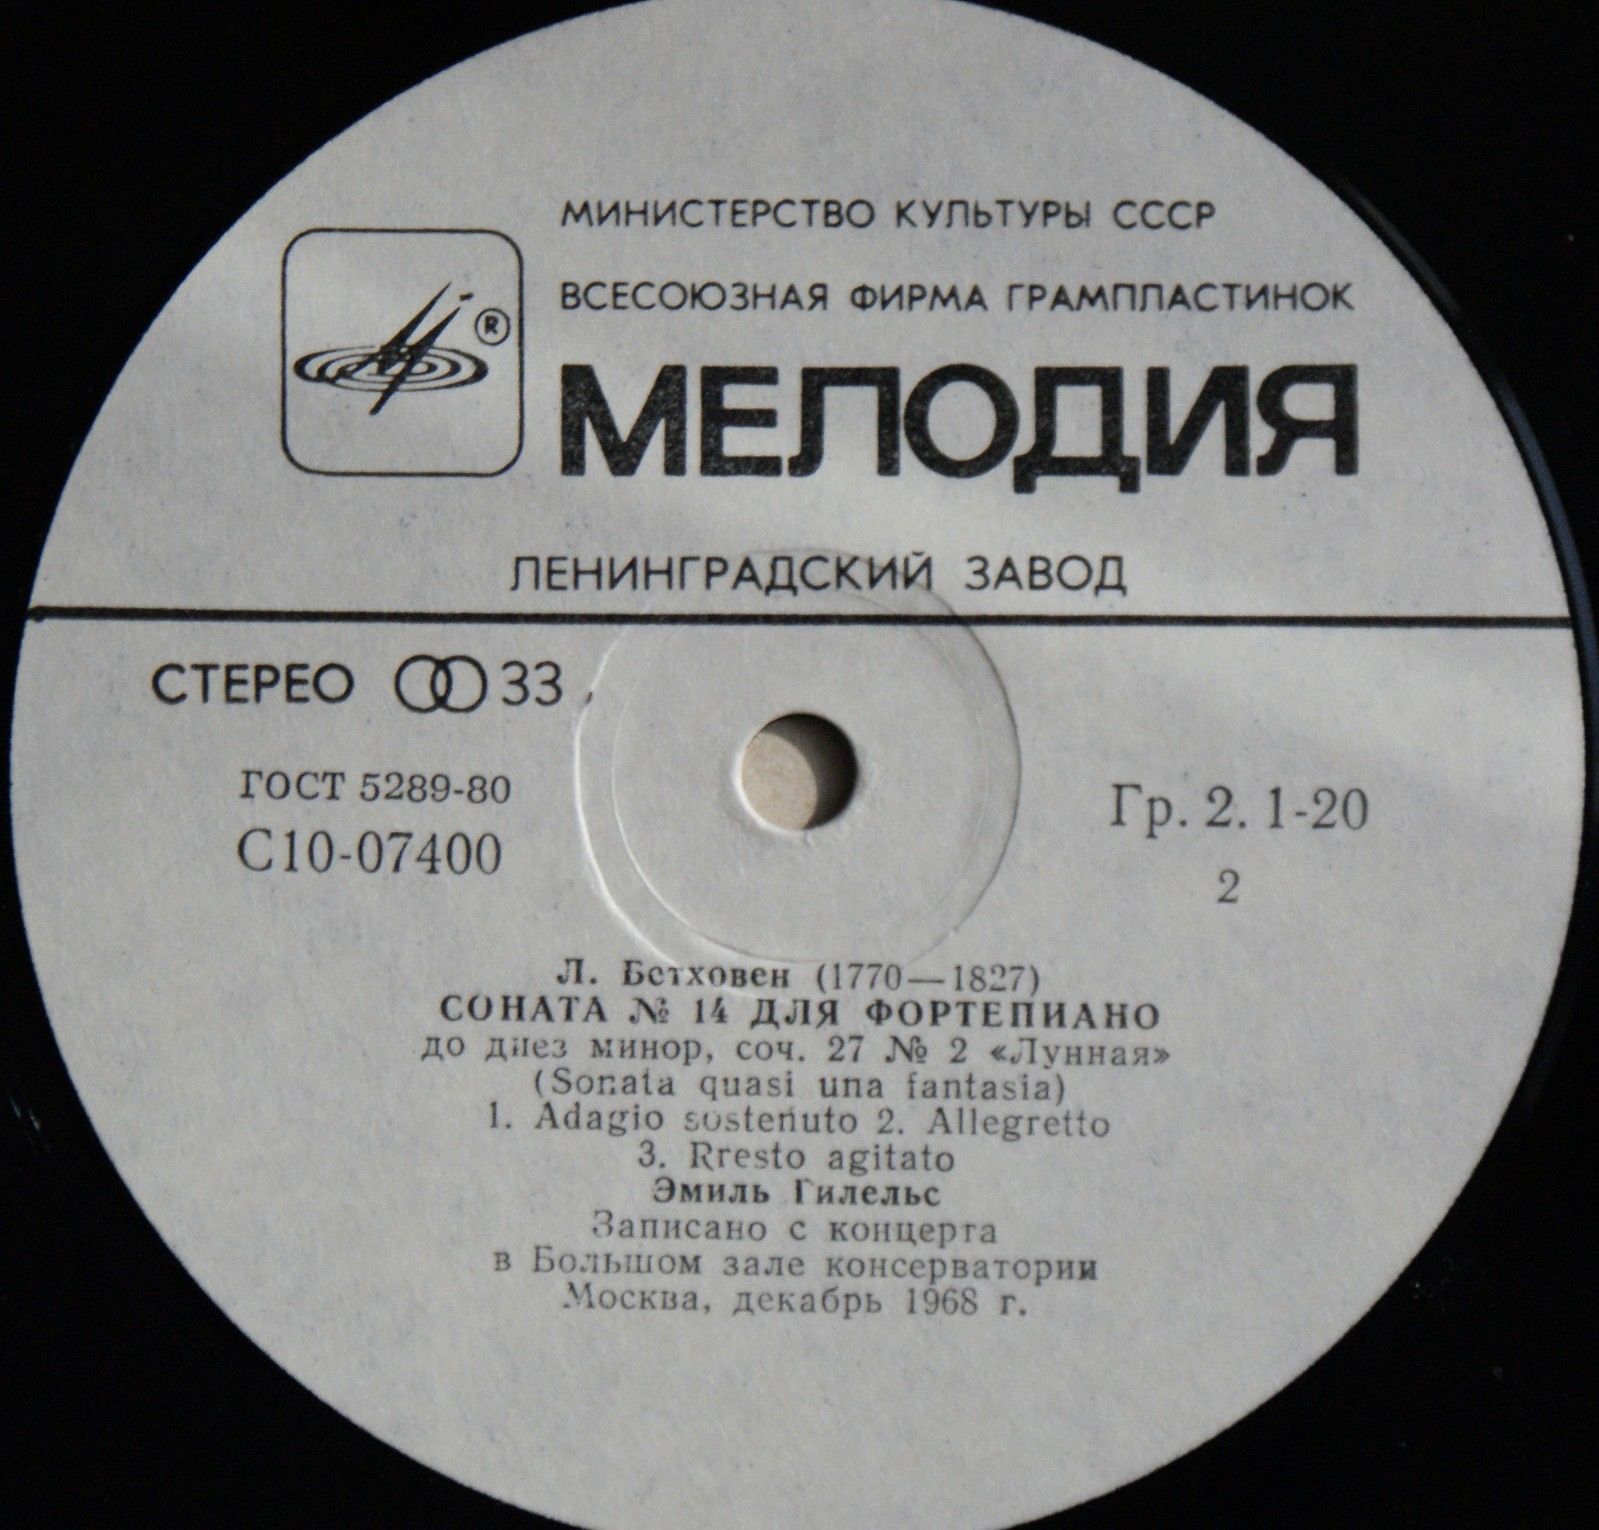 МИНИСТЕРСТВО КУЛЬТУРЫ СССР
ВСЕСОЮЗНАЯ ФИРМА ГРАМПЛАСТИНОК
®
МЕЛОДИЯ
ЛЕНИНГРАДСКИЙ ЗАВОД
СТЕРЕО 33
ГОСТ 5289-80
С10-07400
Гр. 2. 1-20
2
Л. Бетховен (1770—1827)
СОНАТА № 14 ДЛЯ ФОРТЕПИАНО
до диез минор, соч. 27 № 2 «Лунная»
(Sonata quasi una fantasia)
1. Adagio sostenuto 2. Allegretto
3. Rresto agitato
Эмиль Гилельс
Записано с концерта
в Большом зале консерватории
Москва, декабрь 1968 г.